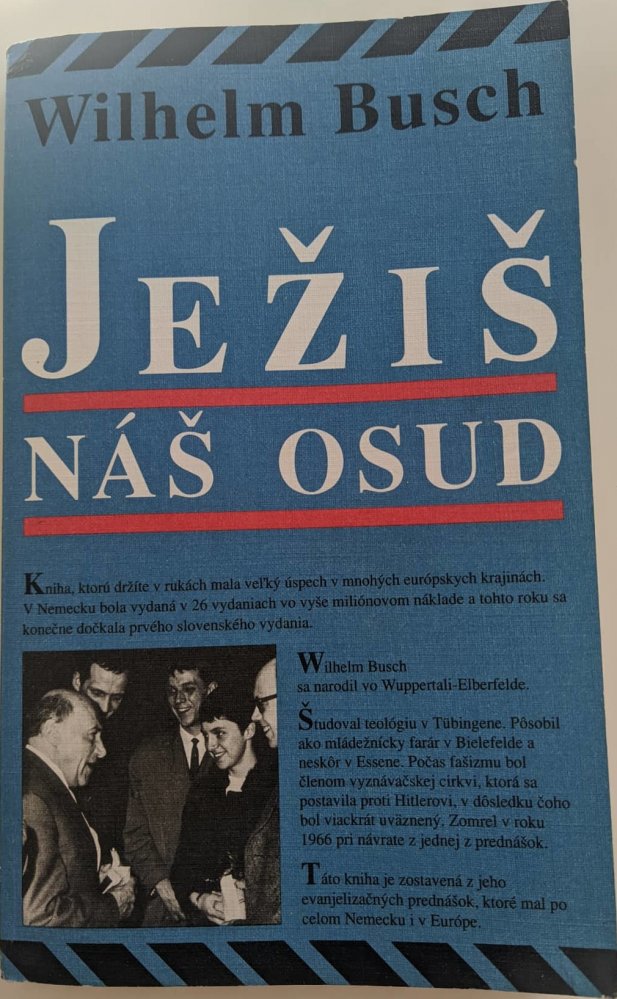 Wilhelm Busch
JEŽIŠ
NÁŠ OSUD
Kniha, ktorú držíte v rukách mala veľký úspech v mnohých európskych krajinách.
V Nemecku bola vydaná v 26 vydaniach vo vyše miliónovom náklade a tohto roku sa
konečne dočkala prvého slovenského vydania.
Wilhelm Busch
sa narodil vo Wuppertali-Elberfelde.
Študoval teológiu v Tübingene. Pôsobil
ako mládežnícky farár v Bielefelde a
neskôr v Essene. Počas fašizmu bol
členom vyznávačskej cirkvi, ktorá sa
postavila proti Hitlerovi, v dôsledku čoho
bol viackrát uväznený. Zomrel v roku
1966 pri návrate z jednej z prednášok.
Táto kniha je zostavená z jeho
evanjelizačných prednášok, ktoré mal po
celom Nemecku i v Európe.